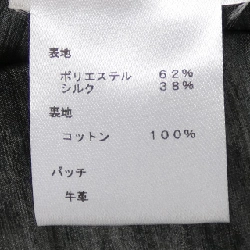 表地
ポリエステル 62%
シルク 38%
裏地
コットン 100%
パッチ
牛革